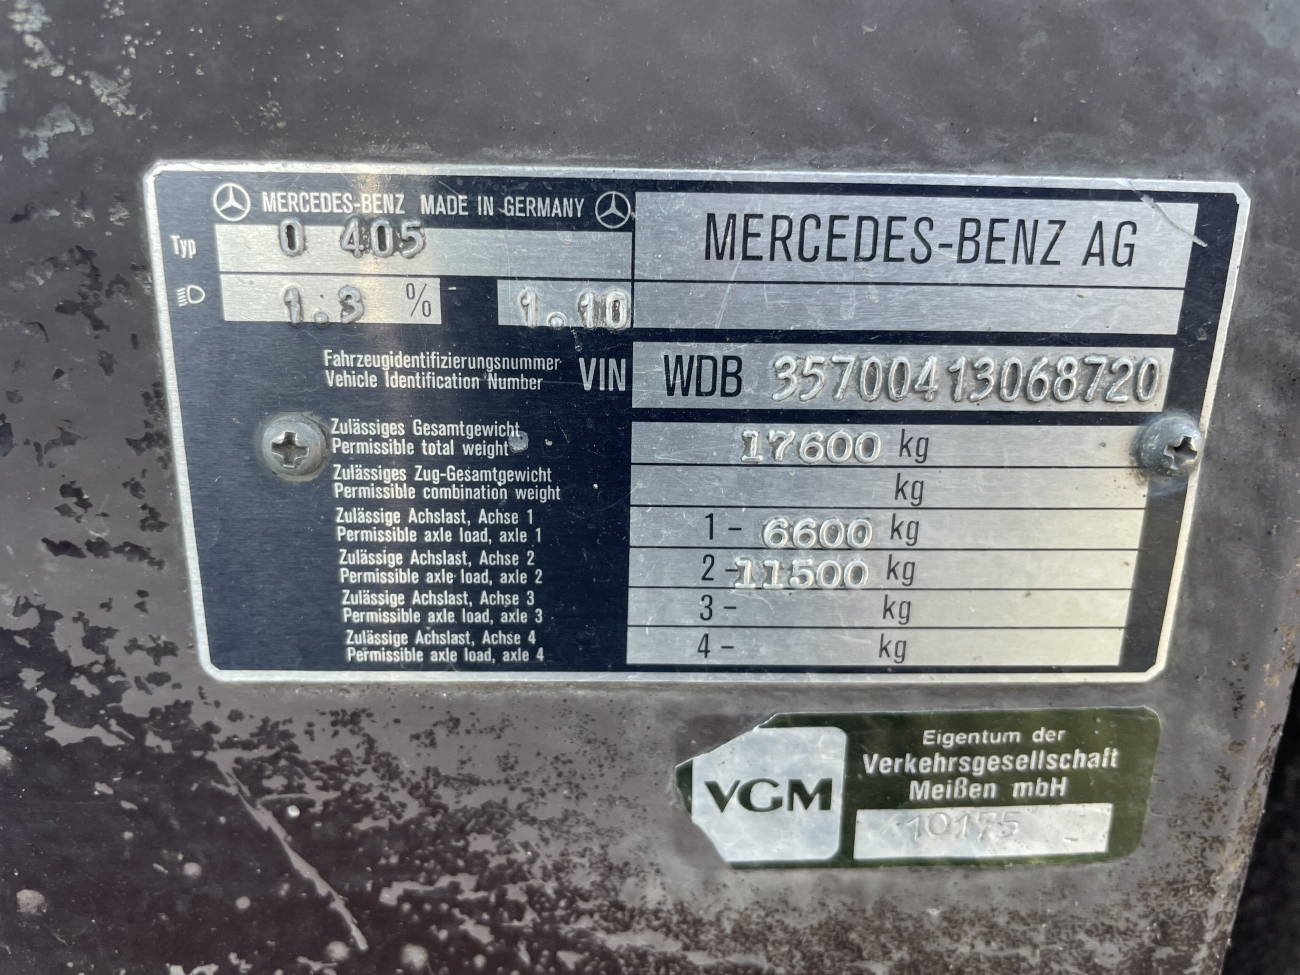 MERCEDES-BENZ MADE IN GERMANY
Typ 0 405
MERCEDES-BENZ AG
1.3 % 1.10
Fahrzeugidentifizierungsnummer
Vehicle Identification Number
VIN WDB 35700413068720
Zulässiges Gesamtgewicht
Permissible total weight
17600 kg
Zulässiges Zug-Gesamtgewicht
Permissible combination weight
kg
Zulässige Achslast, Achse 1
Permissible axle load, axle 1
1 - 6600 kg
Zulässige Achslast, Achse 2
Permissible axle load, axle 2
2 - 11500 kg
Zulässige Achslast, Achse 3
Permissible axle load, axle 3
3 - kg
Zulässige Achslast, Achse 4
Permissible axle load, axle 4
4 - kg
VGM
Eigentum der
Verkehrsgesellschaft
Meißen mbH
10175